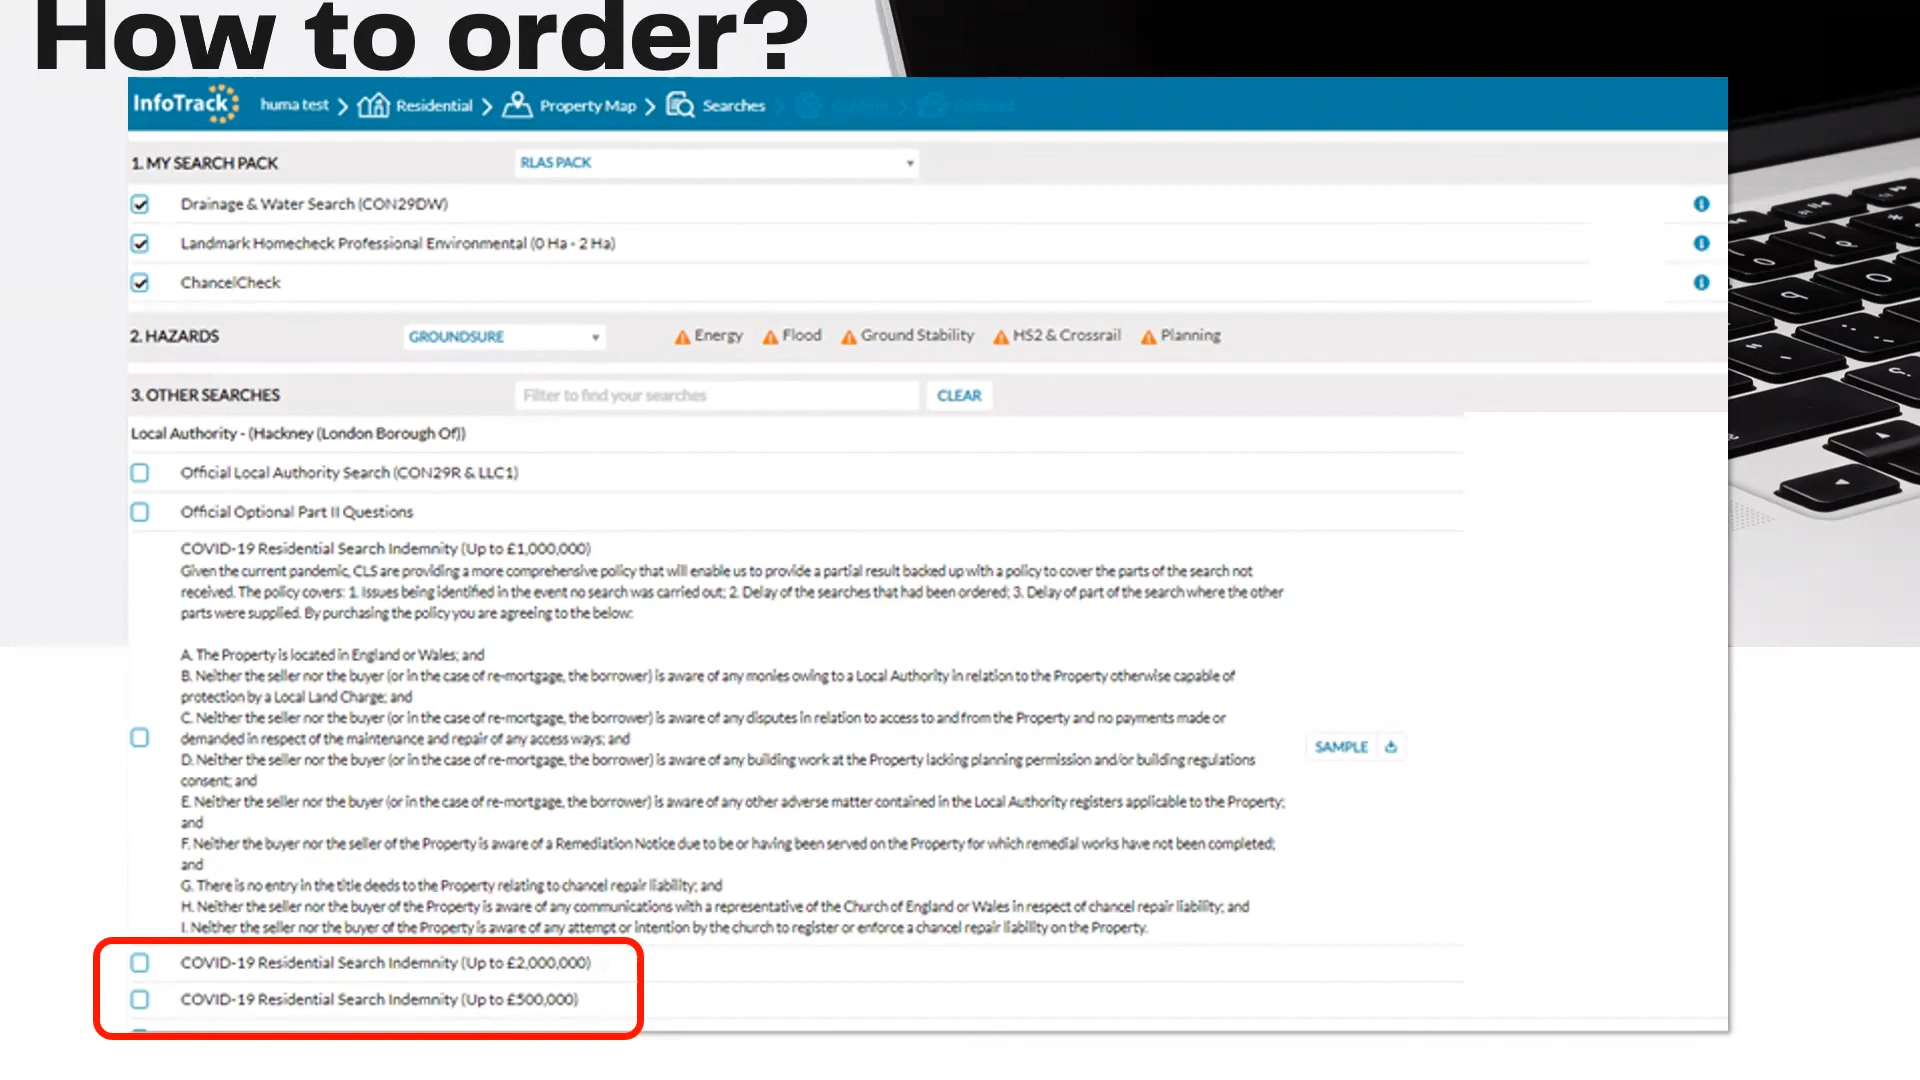 How to order?
InfoTrack huma test Residential Property Map Searches
1. MY SEARCH PACK RLAS PACK
Drainage & Water Search (CON29DW)
Landmark Homecheck Professional Environmental (0 Ha - 2 Ha)
ChancelCheck
2. HAZARDS GROUNDSURE Energy Flood Ground Stability HS2 & Crossrail Planning
3. OTHER SEARCHES Filter to find your searches CLEAR
Local Authority - (Hackney (London Borough Of))
Official Local Authority Search (CON29R & LLC1)
Official Optional Part II Questions
COVID-19 Residential Search Indemnity (Up to £1,000,000)
Given the current pandemic, CLS are providing a more comprehensive policy that will enable us to provide a partial result backed up with a policy to cover the parts of the search not
received. The policy covers: 1. Issues being identified in the event no search was carried out; 2. Delay of the searches that had been ordered; 3. Delay of part of the search where the other
parts were supplied. By purchasing the policy you are agreeing to the below:
A. The Property is located in England or Wales; and
B. Neither the seller nor the buyer (or in the case of re-mortgage, the borrower) is aware of any monies owing to a Local Authority in relation to the Property otherwise capable of
protection by a Local Land Charge; and
C. Neither the seller nor the buyer (or in the case of re-mortgage, the borrower) is aware of any disputes in relation to access to and from the Property and no payments made or
demanded in respect of the maintenance and repair of any access ways; and
D. Neither the seller nor the buyer (or in the case of re-mortgage, the borrower) is aware of any building work at the Property lacking planning permission and/or building regulations
consent; and
E. Neither the seller nor the buyer (or in the case of re-mortgage, the borrower) is aware of any other adverse matter contained in the Local Authority registers applicable to the Property;
and
F. Neither the buyer nor the seller of the Property is aware of a Remediation Notice due to be or having been served on the Property for which remedial works have not been completed;
and
G. There is no entry in the title deeds to the Property relating to chancel repair liability; and
H. Neither the seller nor the buyer of the Property is aware of any communications with a representative of the Church of England or Wales in respect of chancel repair liability; and
I. Neither the seller nor the buyer of the Property is aware of any attempt or intention by the church to register or enforce a chancel repair liability on the Property.
SAMPLE
COVID-19 Residential Search Indemnity (Up to £2,000,000)
COVID-19 Residential Search Indemnity (Up to £500,000)